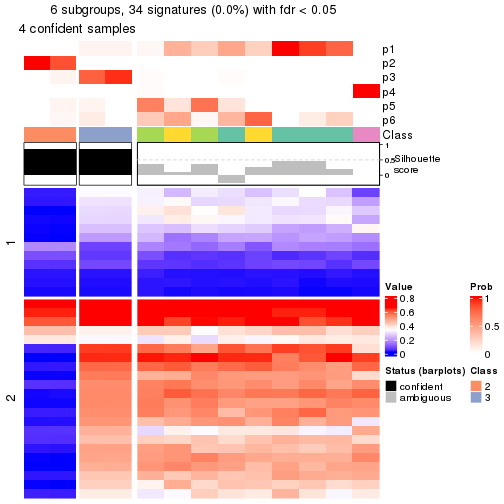 6 subgroups, 34 signatures (0.0%) with fdr < 0.05
4 confident samples
p1
p2
p3
p4
p5
p6
Class
1
0.5
0
Silhouette
score
1
2
Value
0.8
0.6
0.4
0.2
0
Prob
1
0.5
0
Status (barplots)
confident
ambiguous
Class
2
3